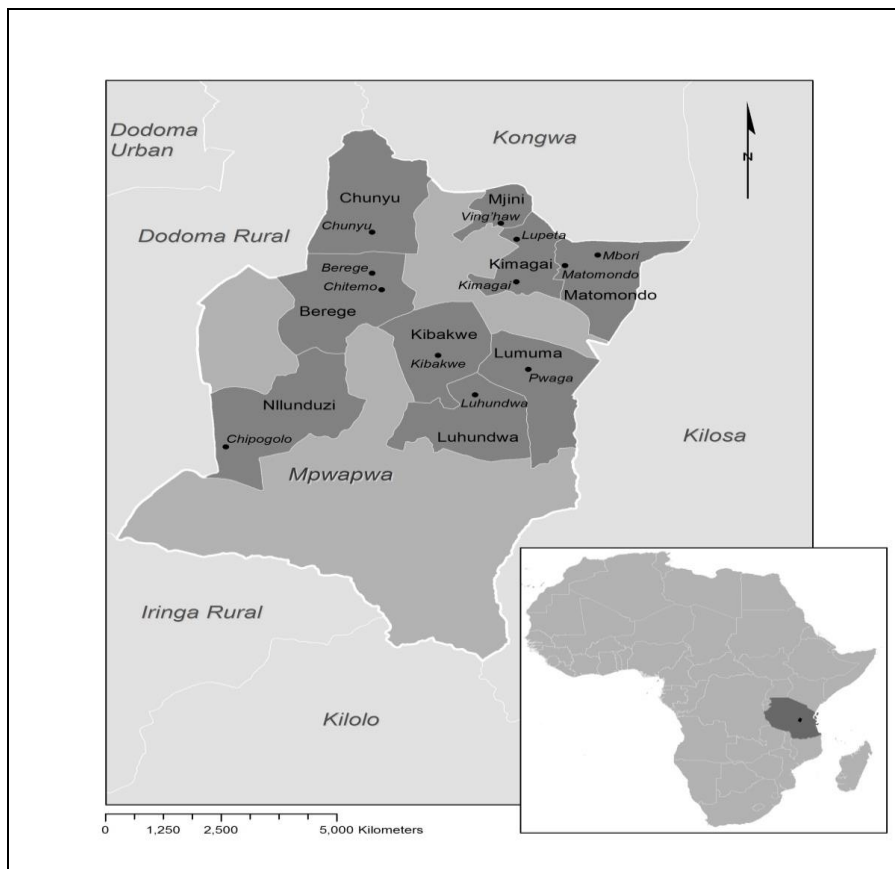 Dodoma
Urban
Kongwa
N
Chunyu
Mjini
Ving'haw
Chunyu
Dodoma Rural
Lupeta
Mbori
Berege
Kimagai
Matomondo
Chitemo
Kimagai
Matomondo
Berege
Kibakwe
Lumuma
Kibakwe
Pwaga
Nllunduzi
Luhundwa
Chipogolo
Luhundwa
Kilosa
Mpwapwa
Iringa Rural
Kilolo
0 1,250 2,500 5,000 Kilometers